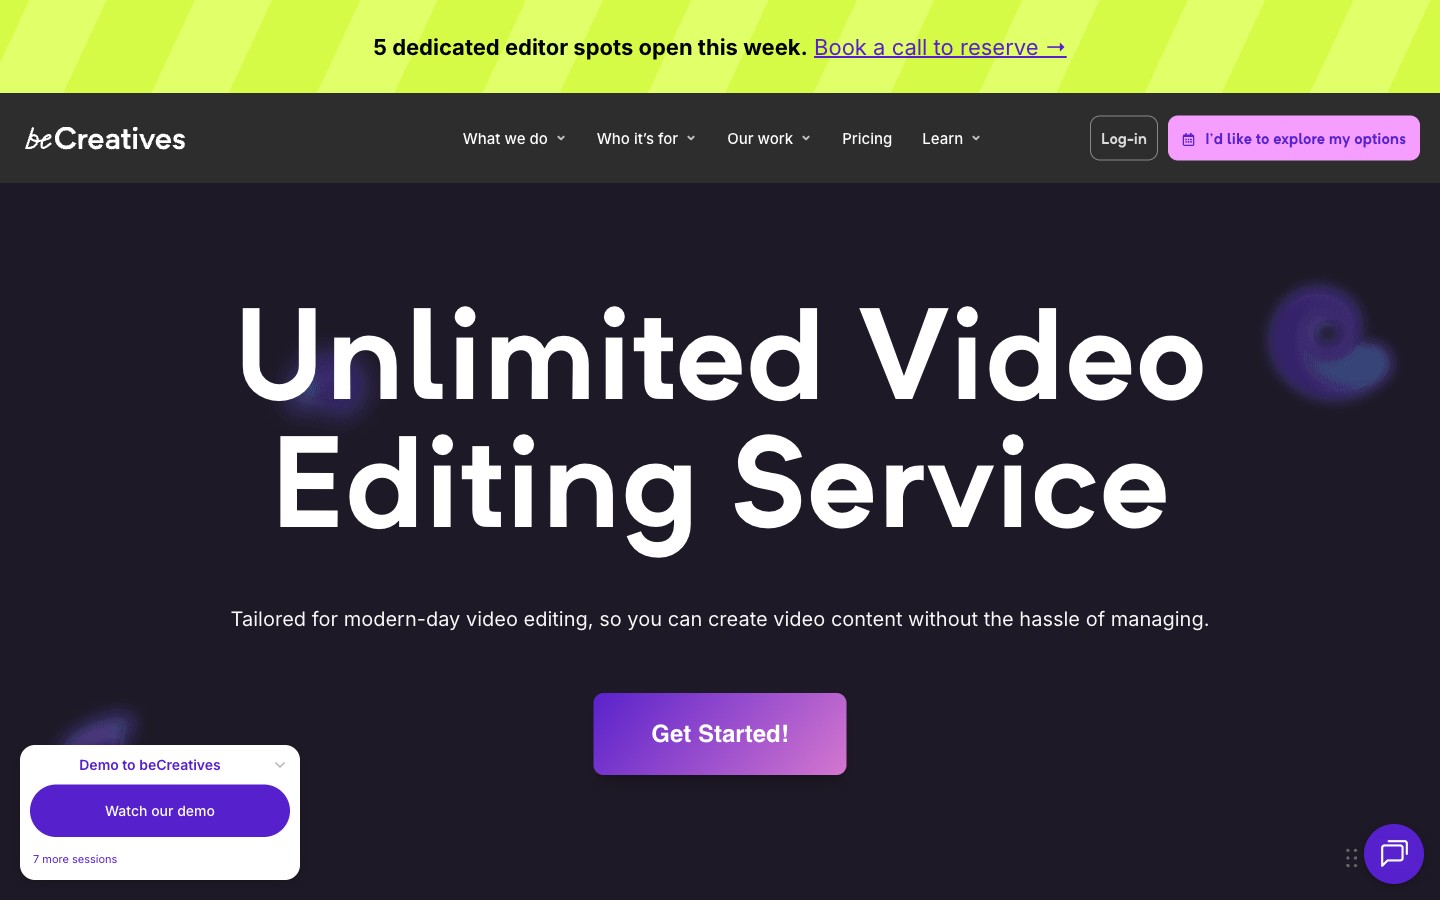 5 dedicated editor spots open this week. Book a call to reserve →
beCreatives
What we do
Who it's for
Our work
Pricing
Learn
Log-in
I'd like to explore my options
Unlimited Video
Editing Service
Tailored for modern-day video editing, so you can create video content without the hassle of managing.
Get Started!
Demo to beCreatives
Watch our demo
7 more sessions